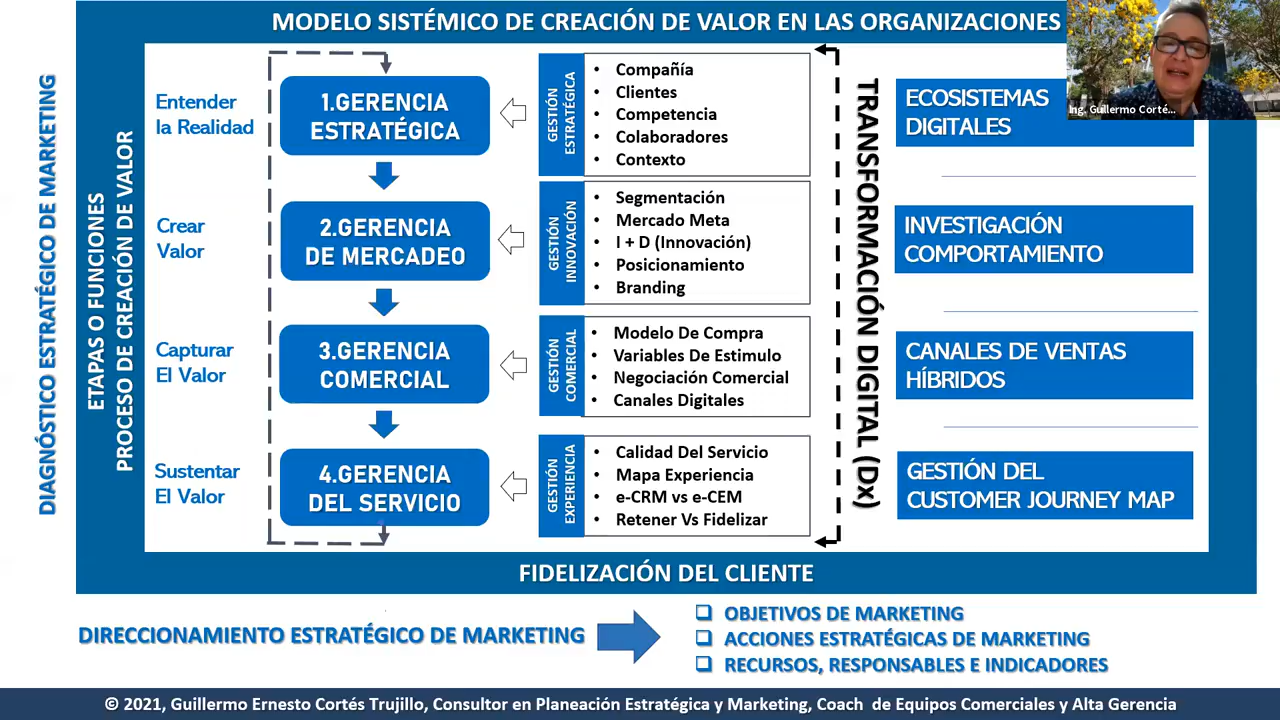 MODELO SISTÉMICO DE CREACIÓN DE VALOR EN LAS ORGANIZACIONES
Ing. Guillermo Corté...
DIAGNÓSTICO ESTRATÉGICO DE MARKETING
ETAPAS O FUNCIONES
PROCESO DE CREACIÓN DE VALOR
Entender
la Realidad
1.GERENCIA
ESTRATÉGICA
GESTIÓN
ESTRATÉGICA
• Compañía
• Clientes
• Competencia
• Colaboradores
• Contexto
Crear
Valor
2.GERENCIA
DE MERCADEO
GESTIÓN
INNOVACIÓN
• Segmentación
• Mercado Meta
• I + D (Innovación)
• Posicionamiento
• Branding
Capturar
El Valor
3.GERENCIA
COMERCIAL
GESTIÓN
COMERCIAL
• Modelo De Compra
• Variables De Estimulo
• Negociación Comercial
• Canales Digitales
Sustentar
El Valor
4.GERENCIA
DEL SERVICIO
GESTIÓN
EXPERIENCIA
• Calidad Del Servicio
• Mapa Experiencia
• e-CRM vs e-CEM
• Retener Vs Fidelizar
TRANSFORMACIÓN DIGITAL (Dx)
ECOSISTEMAS
DIGITALES
INVESTIGACIÓN
COMPORTAMIENTO
CANALES DE VENTAS
HÍBRIDOS
GESTIÓN DEL
CUSTOMER JOURNEY MAP
FIDELIZACIÓN DEL CLIENTE
DIRECCIONAMIENTO ESTRATÉGICO DE MARKETING
❑ OBJETIVOS DE MARKETING
❑ ACCIONES ESTRATÉGICAS DE MARKETING
❑ RECURSOS, RESPONSABLES E INDICADORES
© 2021, Guillermo Ernesto Cortés Trujillo, Consultor en Planeación Estratégica y Marketing, Coach de Equipos Comerciales y Alta Gerencia